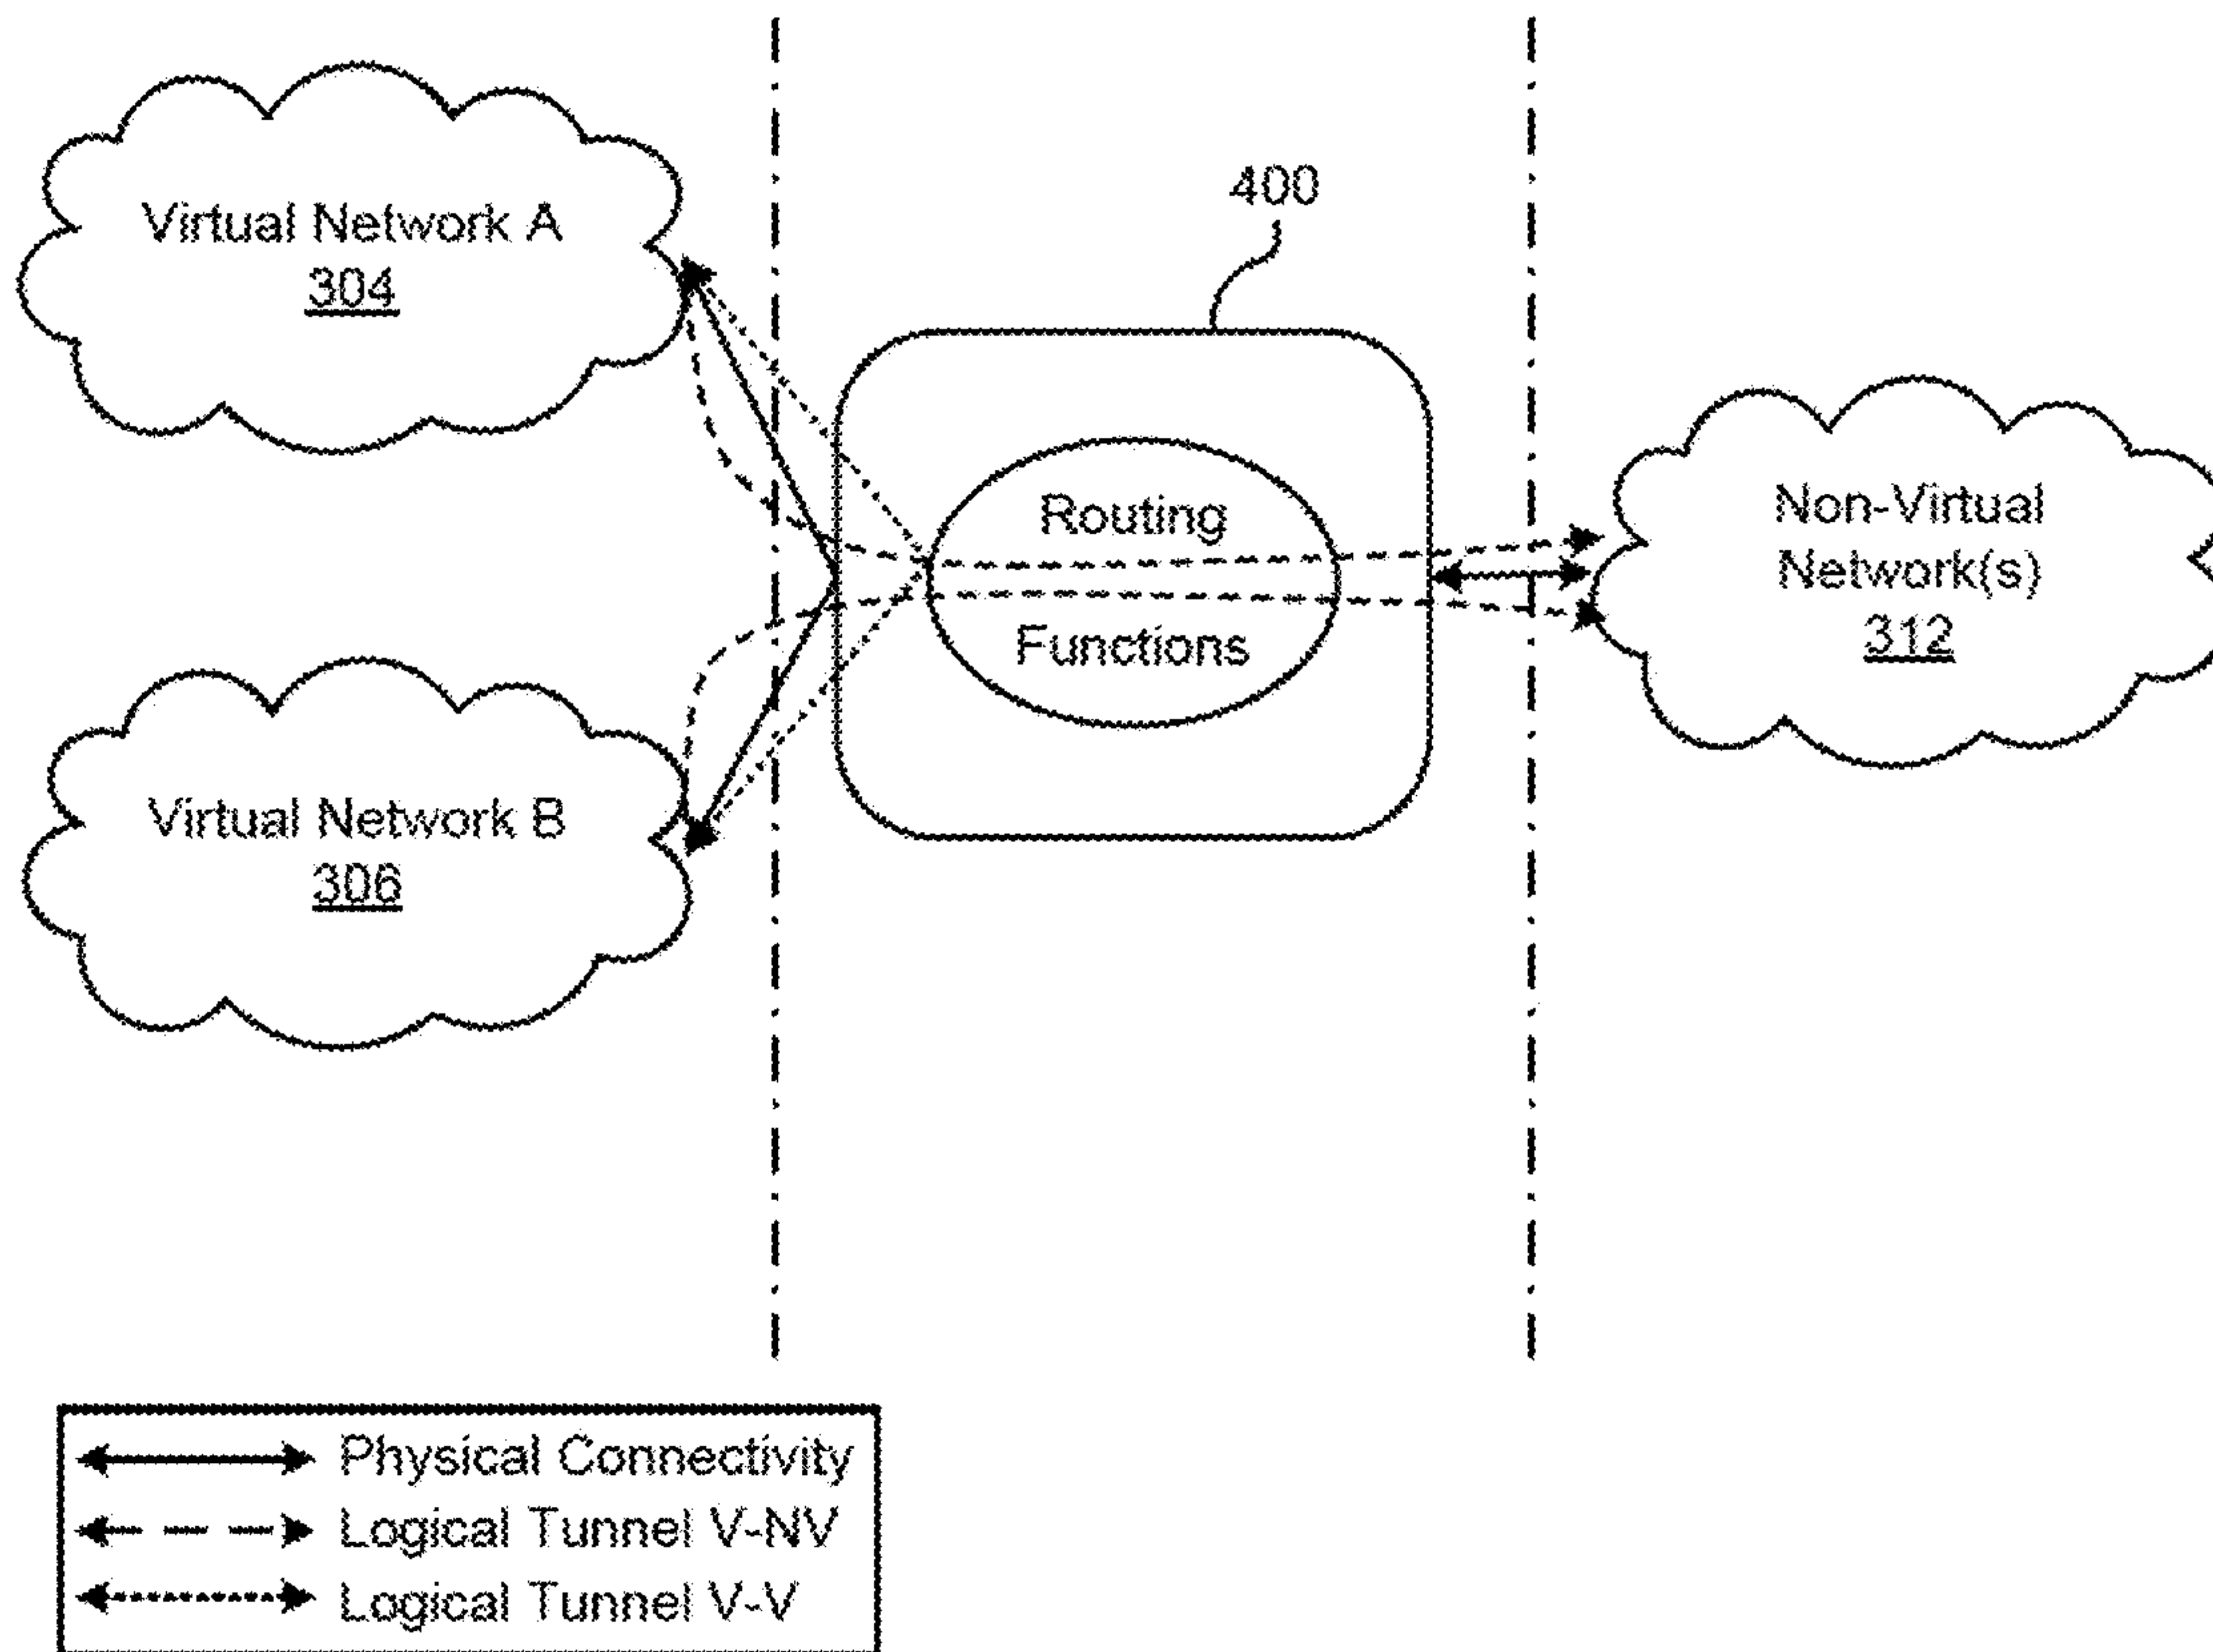 Virtual Network A
304
400
Routing
Functions
Non-Virtual
Network(s)
312
Virtual Network B
306
Physical Connectivity
Logical Tunnel V-NV
Logical Tunnel V-V